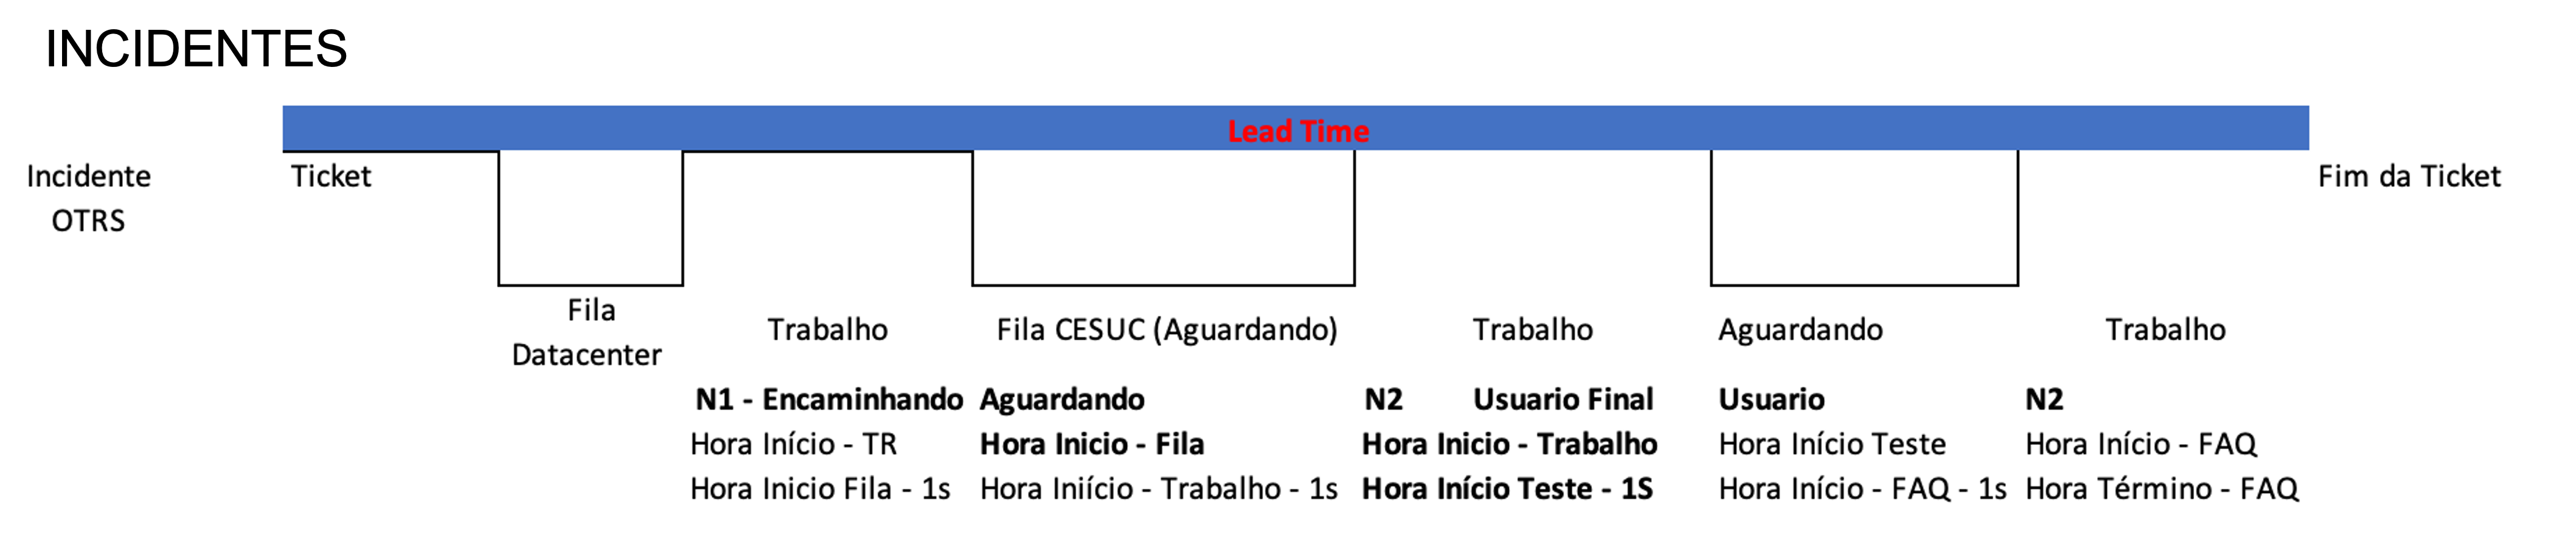 INCIDENTES
Lead Time
Incidente
OTRS
Ticket
Fim da Ticket
Fila
Datacenter
Trabalho
Fila CESUC (Aguardando)
Trabalho
Aguardando
Trabalho
N1 - Encaminhando
Hora Início - TR
Hora Inicio Fila - 1s
Aguardando
Hora Inicio - Fila
Hora Iniício - Trabalho - 1s
N2 Usuario Final
Hora Inicio - Trabalho
Hora Início Teste - 1S
Usuario
Hora Início Teste
Hora Início - FAQ - 1s
N2
Hora Início - FAQ
Hora Término - FAQ